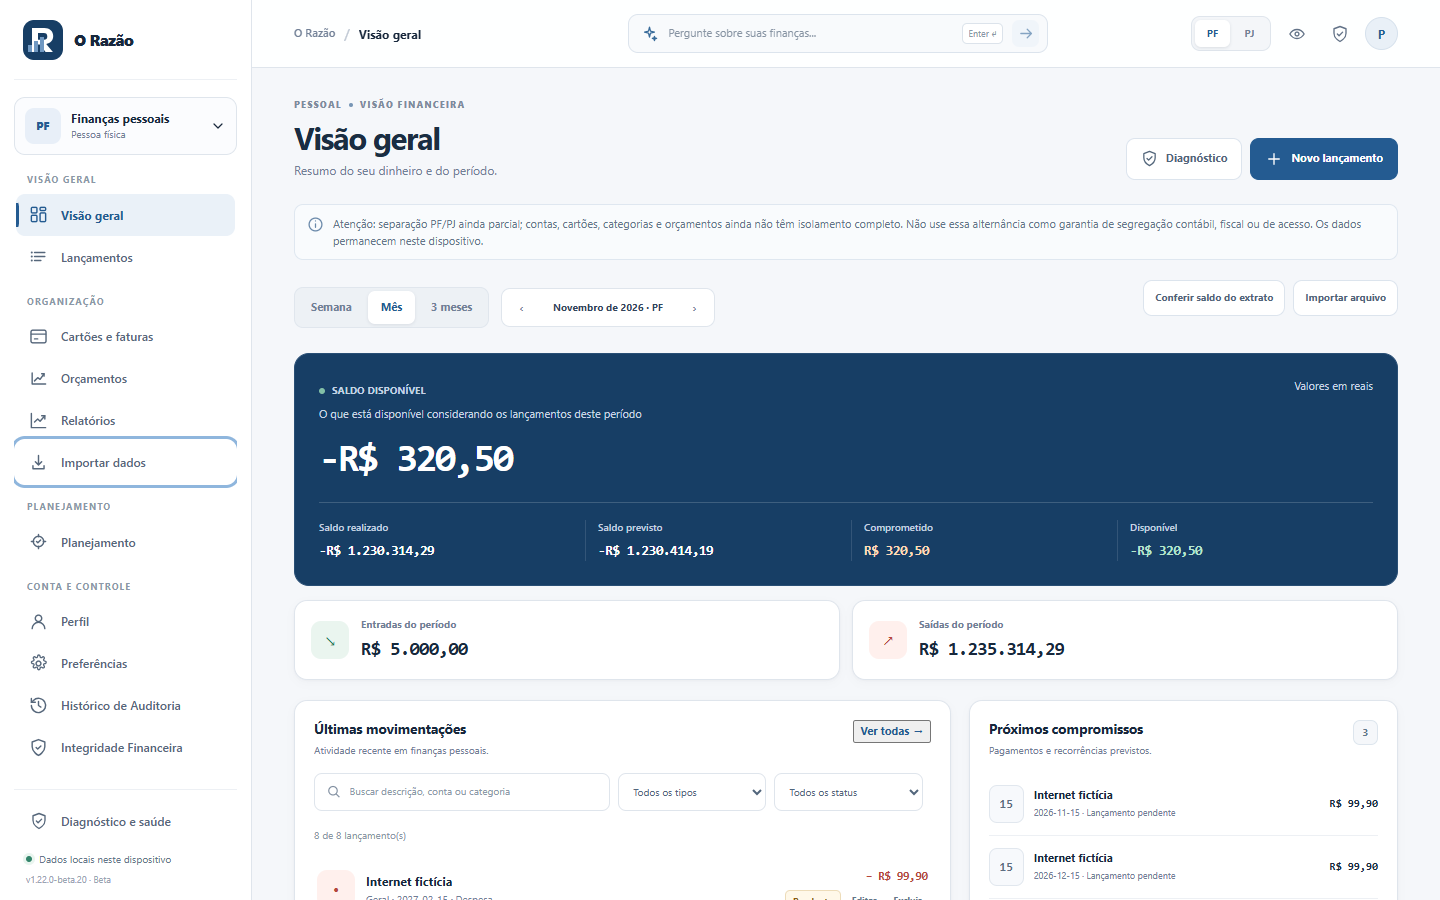 O Razão
PF
Finanças pessoais
Pessoa física
VISÃO GERAL
Visão geral
Lançamentos
ORGANIZAÇÃO
Cartões e faturas
Orçamentos
Relatórios
Importar dados
PLANEJAMENTO
Planejamento
CONTA E CONTROLE
Perfil
Preferências
Histórico de Auditoria
Integridade Financeira
Diagnóstico e saúde
Dados locais neste dispositivo
v1.22.0-beta.20 · Beta
O Razão / Visão geral
Pergunte sobre suas finanças...
Enter ↲
PF PJ
P
PESSOAL • VISÃO FINANCEIRA
Visão geral
Resumo do seu dinheiro e do período.
Diagnóstico
Novo lançamento
Atenção: separação PF/PJ ainda parcial; contas, cartões, categorias e orçamentos ainda não têm isolamento completo. Não use essa alternância como garantia de segregação contábil, fiscal ou de acesso. Os dados
permanecem neste dispositivo.
Semana Mês 3 meses
‹ Novembro de 2026 · PF ›
Conferir saldo do extrato
Importar arquivo
SALDO DISPONÍVEL
Valores em reais
O que está disponível considerando os lançamentos deste período
-R$ 320,50
Saldo realizado
-R$ 1.230.314,29
Saldo previsto
-R$ 1.230.414,19
Comprometido
R$ 320,50
Disponível
-R$ 320,50
Entradas do período
R$ 5.000,00
Saídas do período
R$ 1.235.314,29
Últimas movimentações
Atividade recente em finanças pessoais.
Ver todas →
Buscar descrição, conta ou categoria
Todos os tipos
Todos os status
8 de 8 lançamento(s)
Internet fictícia
Geral · 2027-02-15 · Despesa
- R$ 99,90
Editar
Excluir
Próximos compromissos
Pagamentos e recorrências previstos.
3
15
Internet fictícia
2026-11-15 · Lançamento pendente
R$ 99,90
15
Internet fictícia
2026-12-15 · Lançamento pendente
R$ 99,90